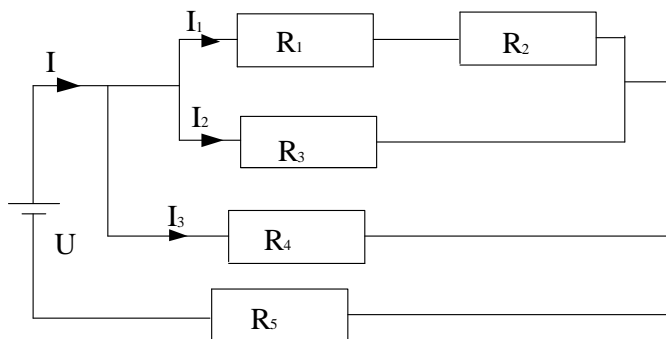 I₁ R₁ R₂
I
I₂ R₃
I₃ R₄
U
R₅